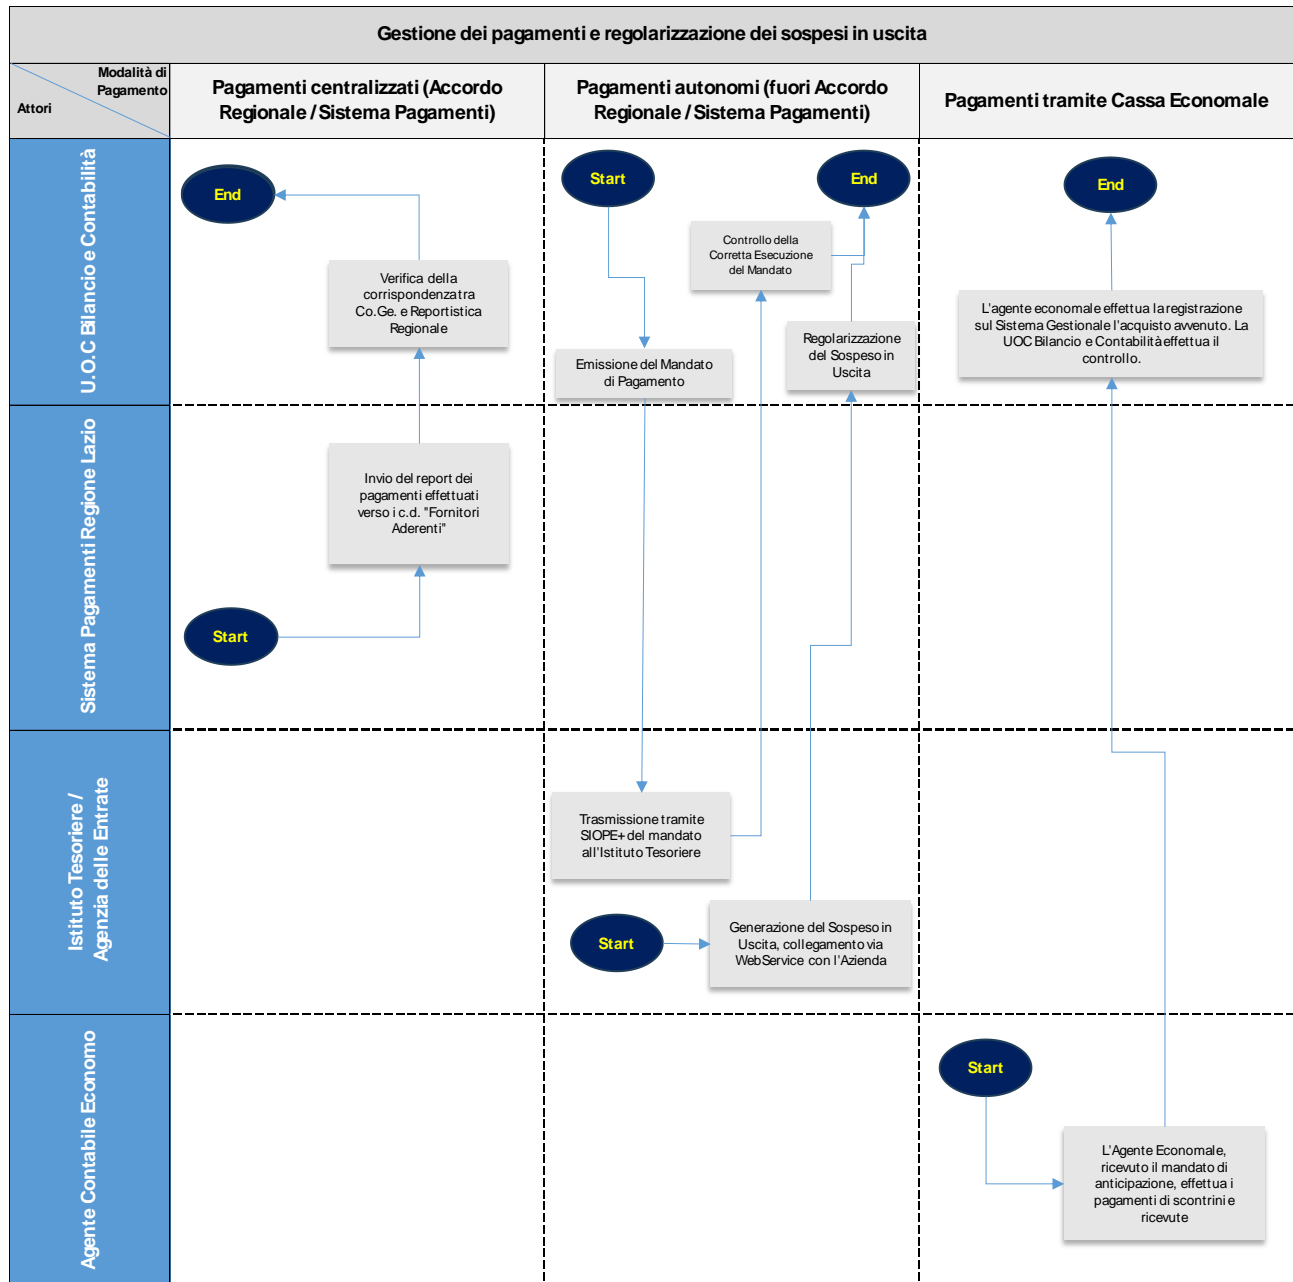 Gestione dei pagamenti e regolarizzazione dei sospesi in uscita
Modalità di
Pagamento
Attori
Pagamenti centralizzati (Accordo
Regionale / Sistema Pagamenti)
Pagamenti autonomi (fuori Accordo
Regionale / Sistema Pagamenti)
Pagamenti tramite Cassa Economale
U.O.C Bilancio e Contabilità
End
Verifica della
corrispondenza tra
Co.Ge. e Reportistica
Regionale
Start
End
Controllo della
Corretta Esecuzione
del Mandato
Emissione del Mandato
di Pagamento
Regolarizzazione
del Sospeso in
Uscita
End
L'agente economale effettua la registrazione
sul Sistema Gestionale l'acquisto avvenuto. La
UOC Bilancio e Contabilità effettua il
controllo.
Sistema Pagamenti Regione Lazio
Invio del report dei
pagamenti effettuati
verso i c.d. "Fornitori
Aderenti"
Start
Istituto Tesoriere /
Agenzia delle Entrate
Trasmissione tramite
SIOPE+ del mandato
all'Istituto Tesoriere
Start
Generazione del Sospeso in
Uscita, collegamento via
WebService con l'Azienda
Agente Contabile Economo
Start
L'Agente Economale,
ricevuto il mandato di
anticipazione, effettua i
pagamenti di scontrini e
ricevute